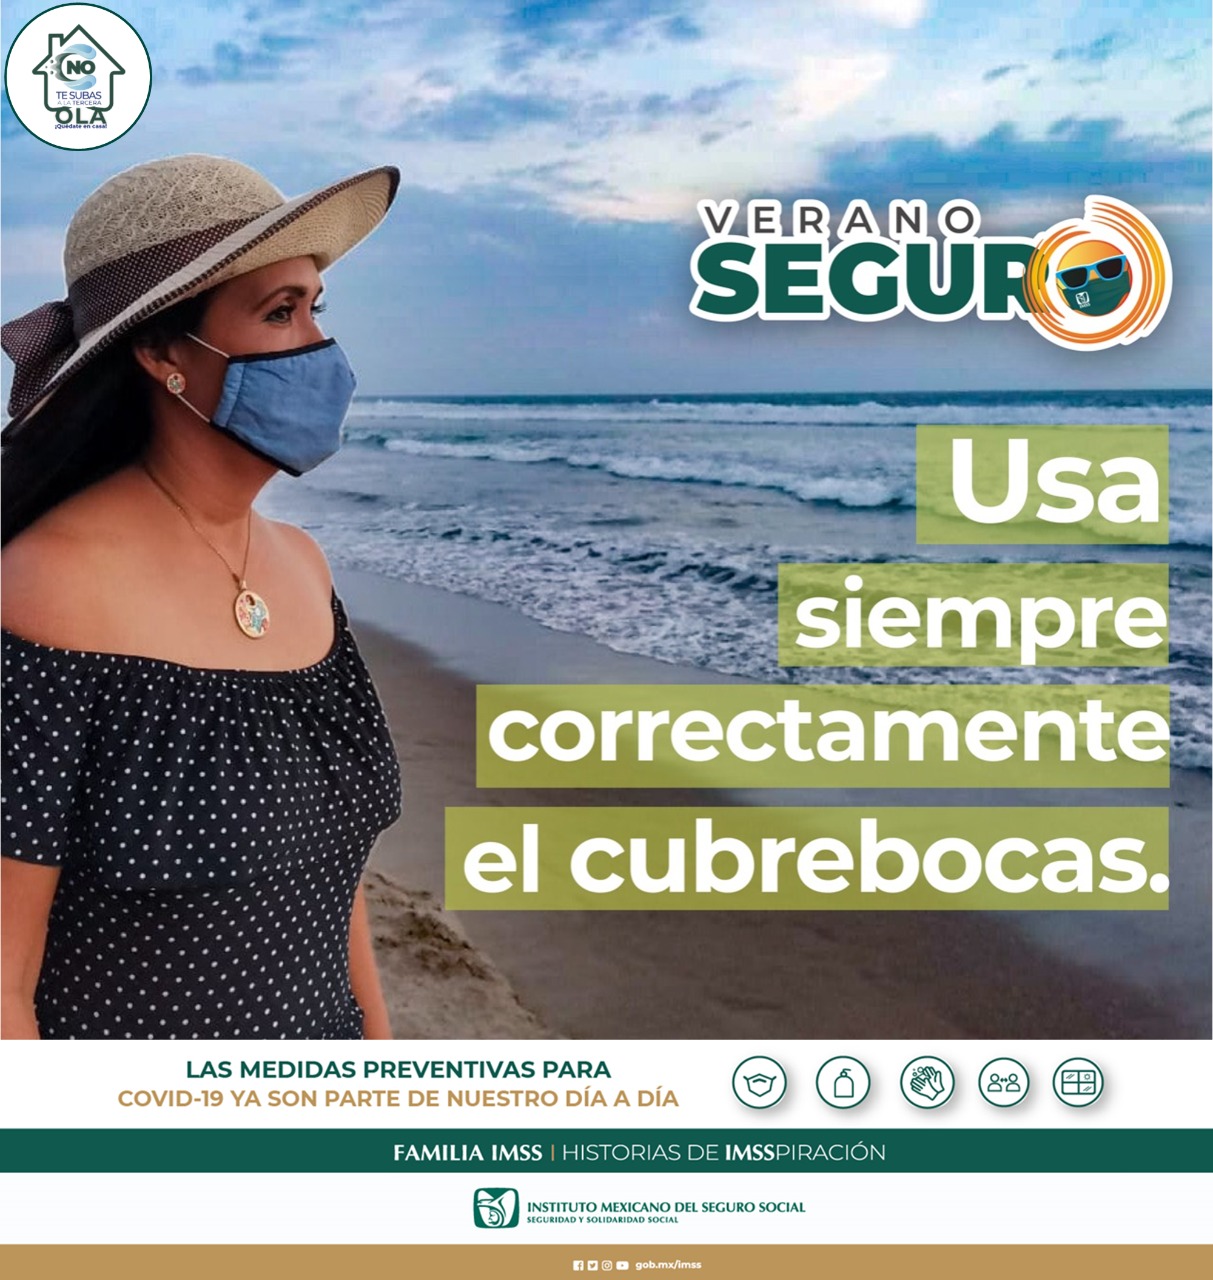 NO
TE SUBAS
A LA TERCERA
OLA
¡Quédate en casa!
VERANO
SEGURO
IMSS
Usa
siempre
correctamente
el cubrebocas.
LAS MEDIDAS PREVENTIVAS PARA
COVID-19 YA SON PARTE DE NUESTRO DÍA A DÍA
FAMILIA IMSS | HISTORIAS DE IMSSPIRACIÓN
INSTITUTO MEXICANO DEL SEGURO SOCIAL
SEGURIDAD Y SOLIDARIDAD SOCIAL
gob.mx/imss